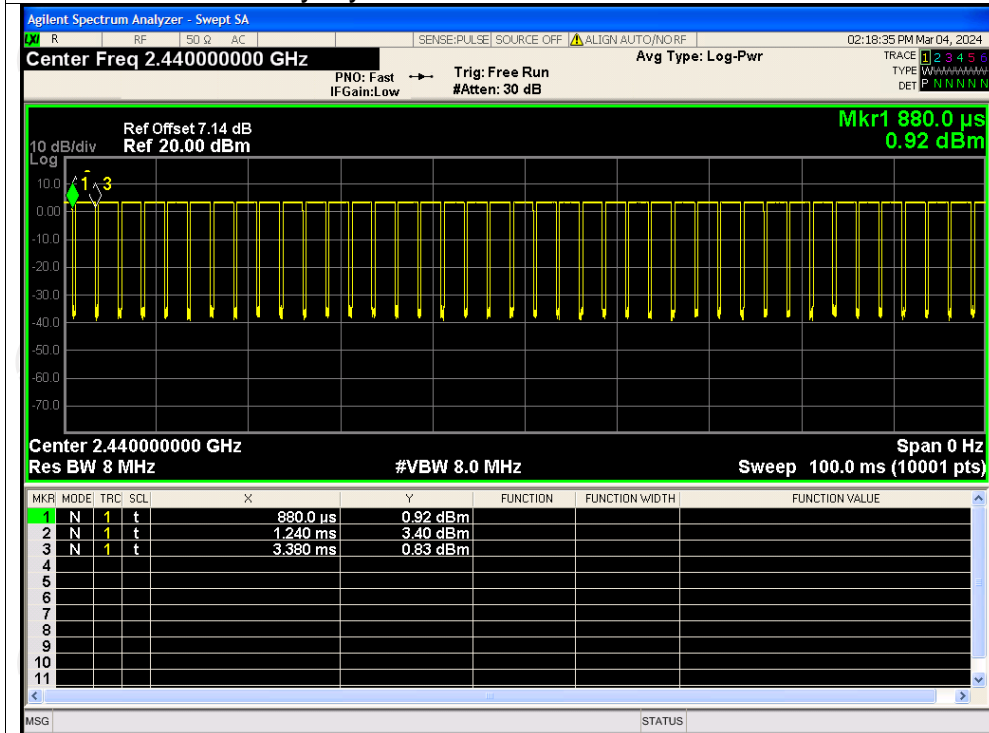 Agilent Spectrum Analyzer - Swept SA
LXI R RF 50 Ω AC SENSE:PULSE SOURCE OFF ALIGN AUTO/NORF 02:18:35 PM Mar 04, 2024
Center Freq 2.440000000 GHz
PNO: Fast
IFGain:Low
Trig: Free Run
#Atten: 30 dB
Avg Type: Log-Pwr
TRACE 1 2 3 4 5 6
TYPE W
DET P N N N N N
Mkr1 880.0 µs
0.92 dBm
Ref Offset 7.14 dB
10 dB/div Ref 20.00 dBm
Log
10.0
0.00
-10.0
-20.0
-30.0
-40.0
-50.0
-60.0
-70.0
1 3
Center 2.440000000 GHz Span 0 Hz
Res BW 8 MHz #VBW 8.0 MHz Sweep 100.0 ms (10001 pts)
MKR MODE TRC SCL X Y FUNCTION FUNCTION WIDTH FUNCTION VALUE
1 N 1 t 880.0 µs 0.92 dBm
2 N 1 t 1.240 ms 3.40 dBm
3 N 1 t 3.380 ms 0.83 dBm
4
5
6
7
8
9
10
11
MSG STATUS